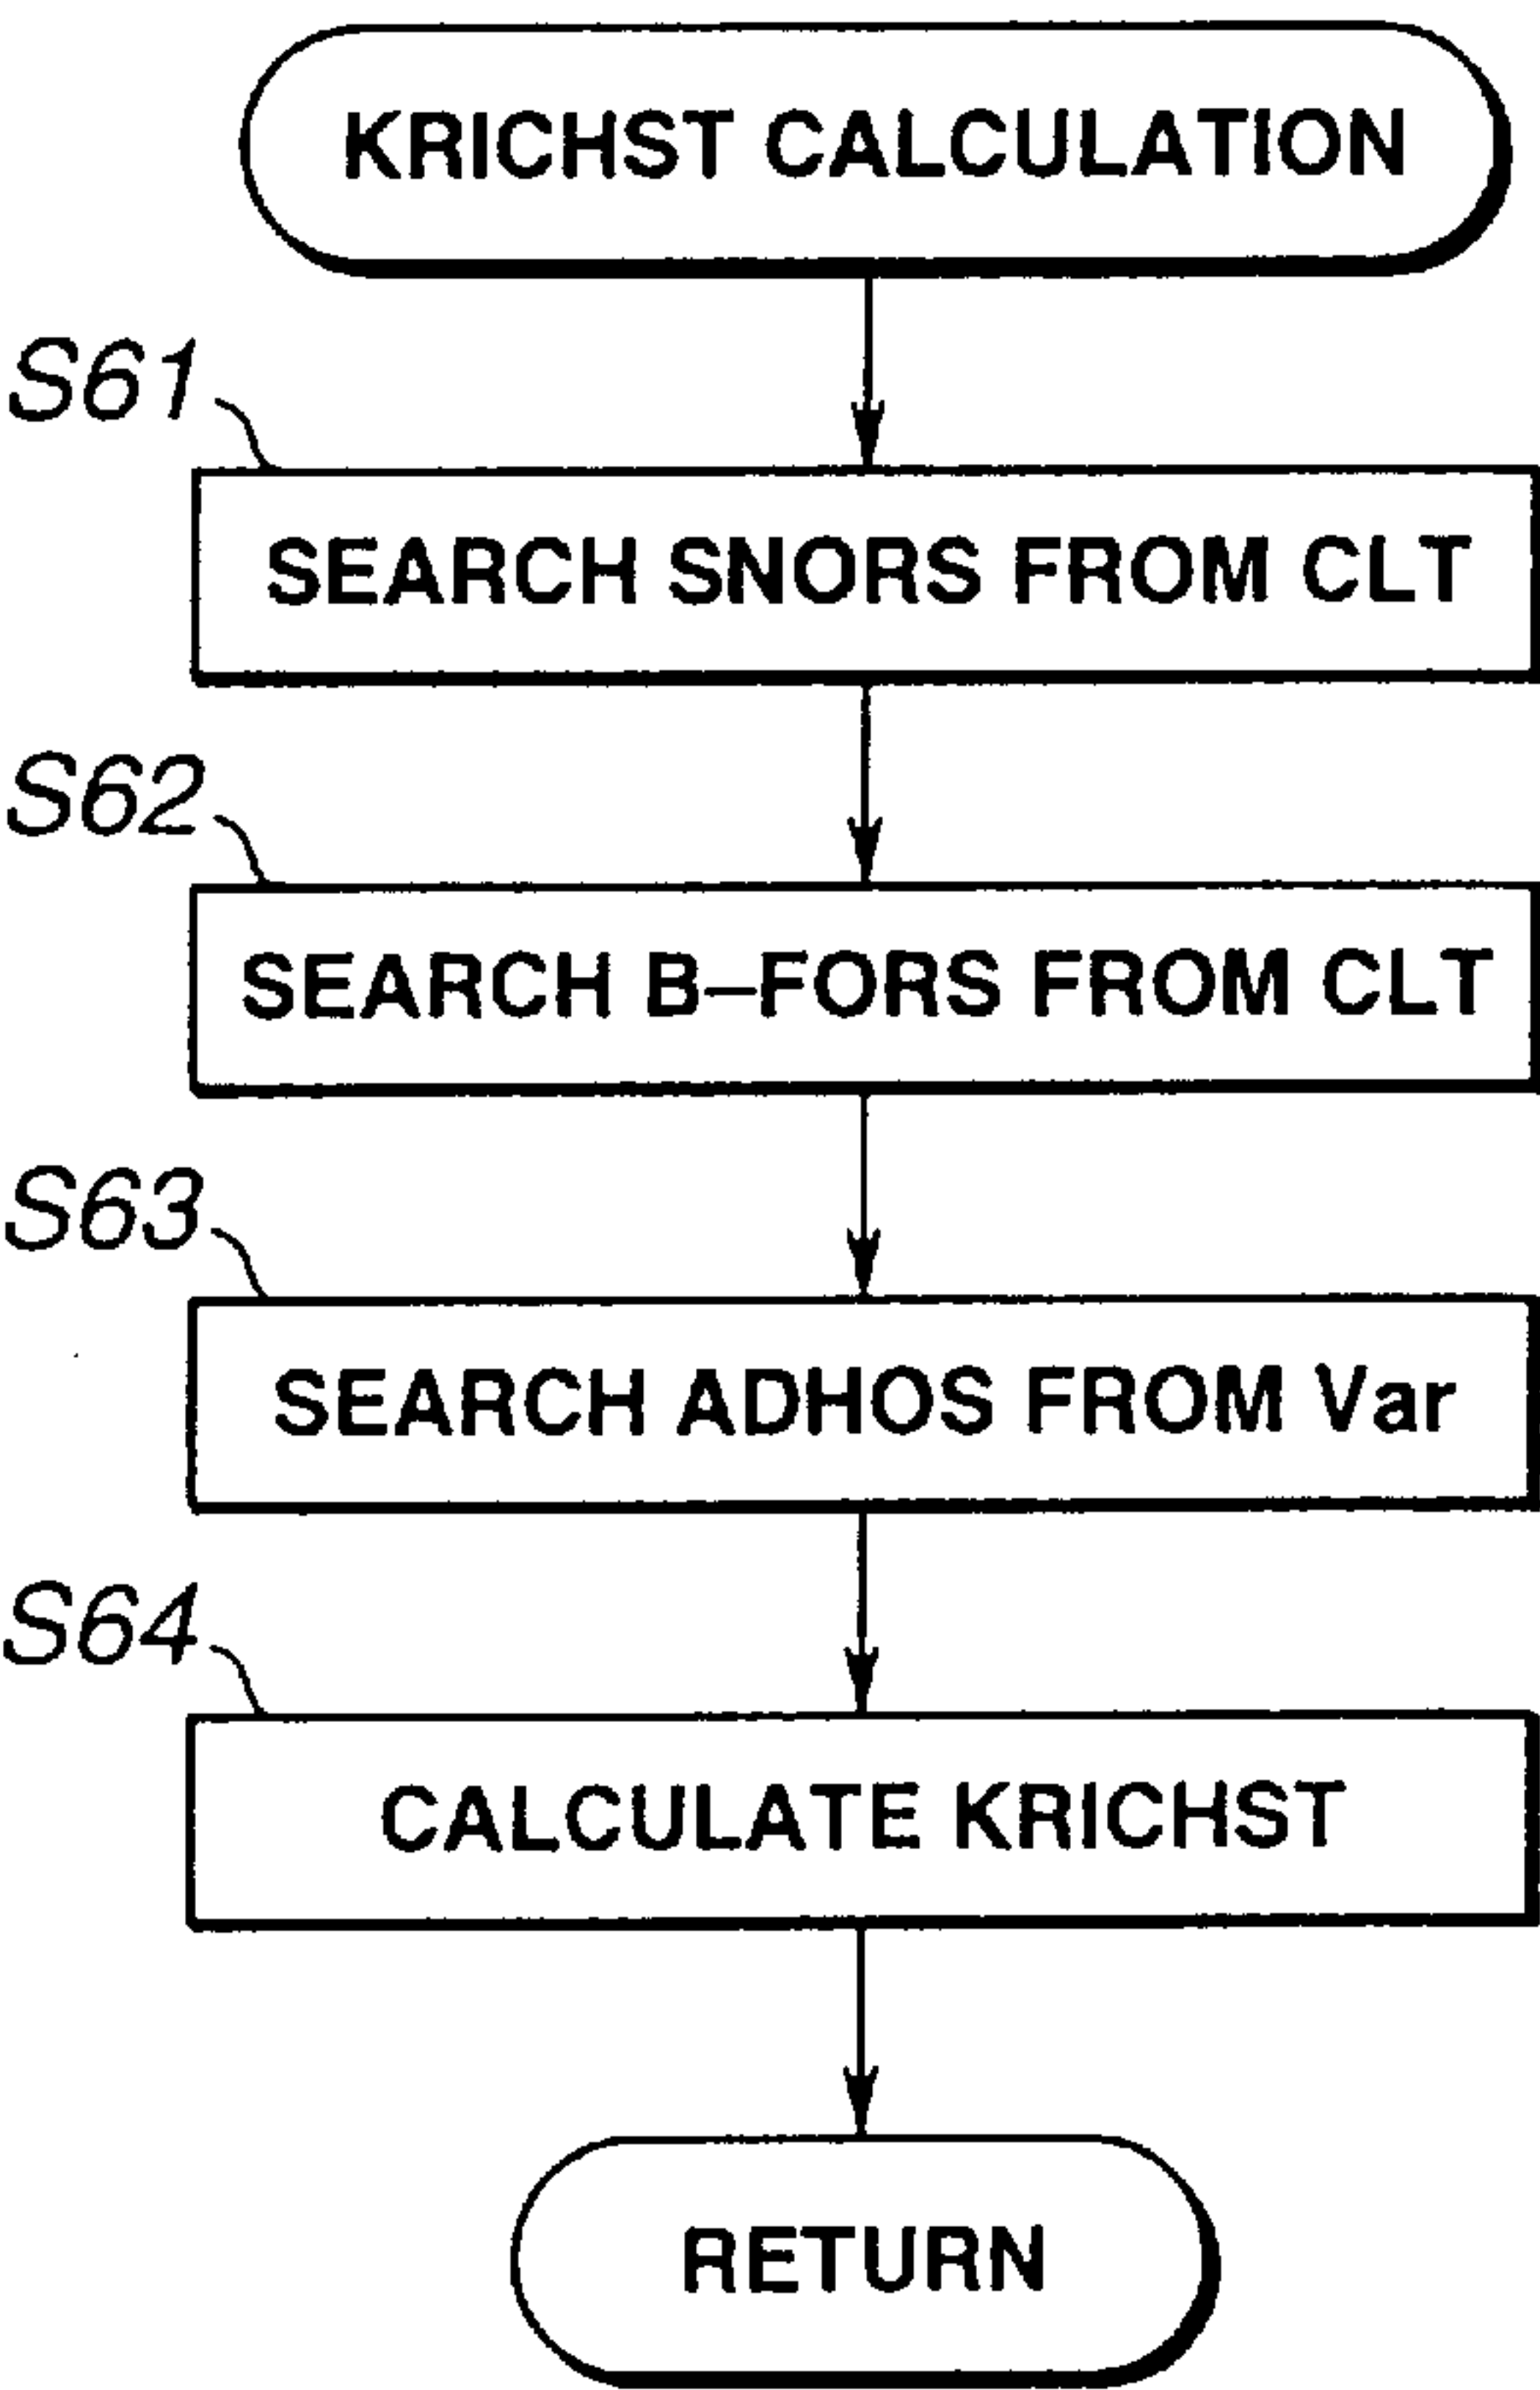 KRICHST CALCULATION
S61
SEARCH SNORS FROM CLT
S62
SEARCH B-FORS FROM CLT
S63
SEARCH ADHOS FROM Var
S64
CALCULATE KRICHST
RETURN